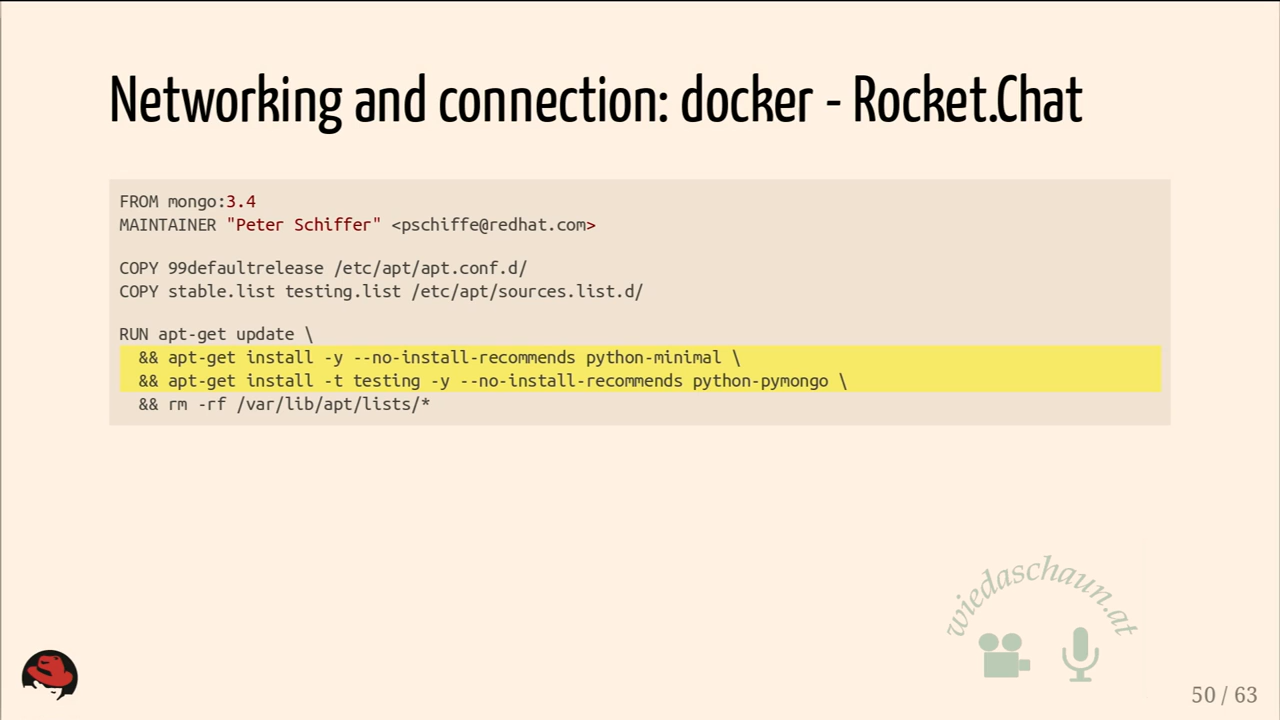 Networking and connection: docker - Rocket.Chat
FROM mongo:3.4
MAINTAINER "Peter Schiffer" <pschiffe@redhat.com>
COPY 99defaultrelease /etc/apt/apt.conf.d/
COPY stable.list testing.list /etc/apt/sources.list.d/
RUN apt-get update \
  && apt-get install -y --no-install-recommends python-minimal \
  && apt-get install -t testing -y --no-install-recommends python-pymongo \
  && rm -rf /var/lib/apt/lists/*
wiedaschaun.at
50 / 63